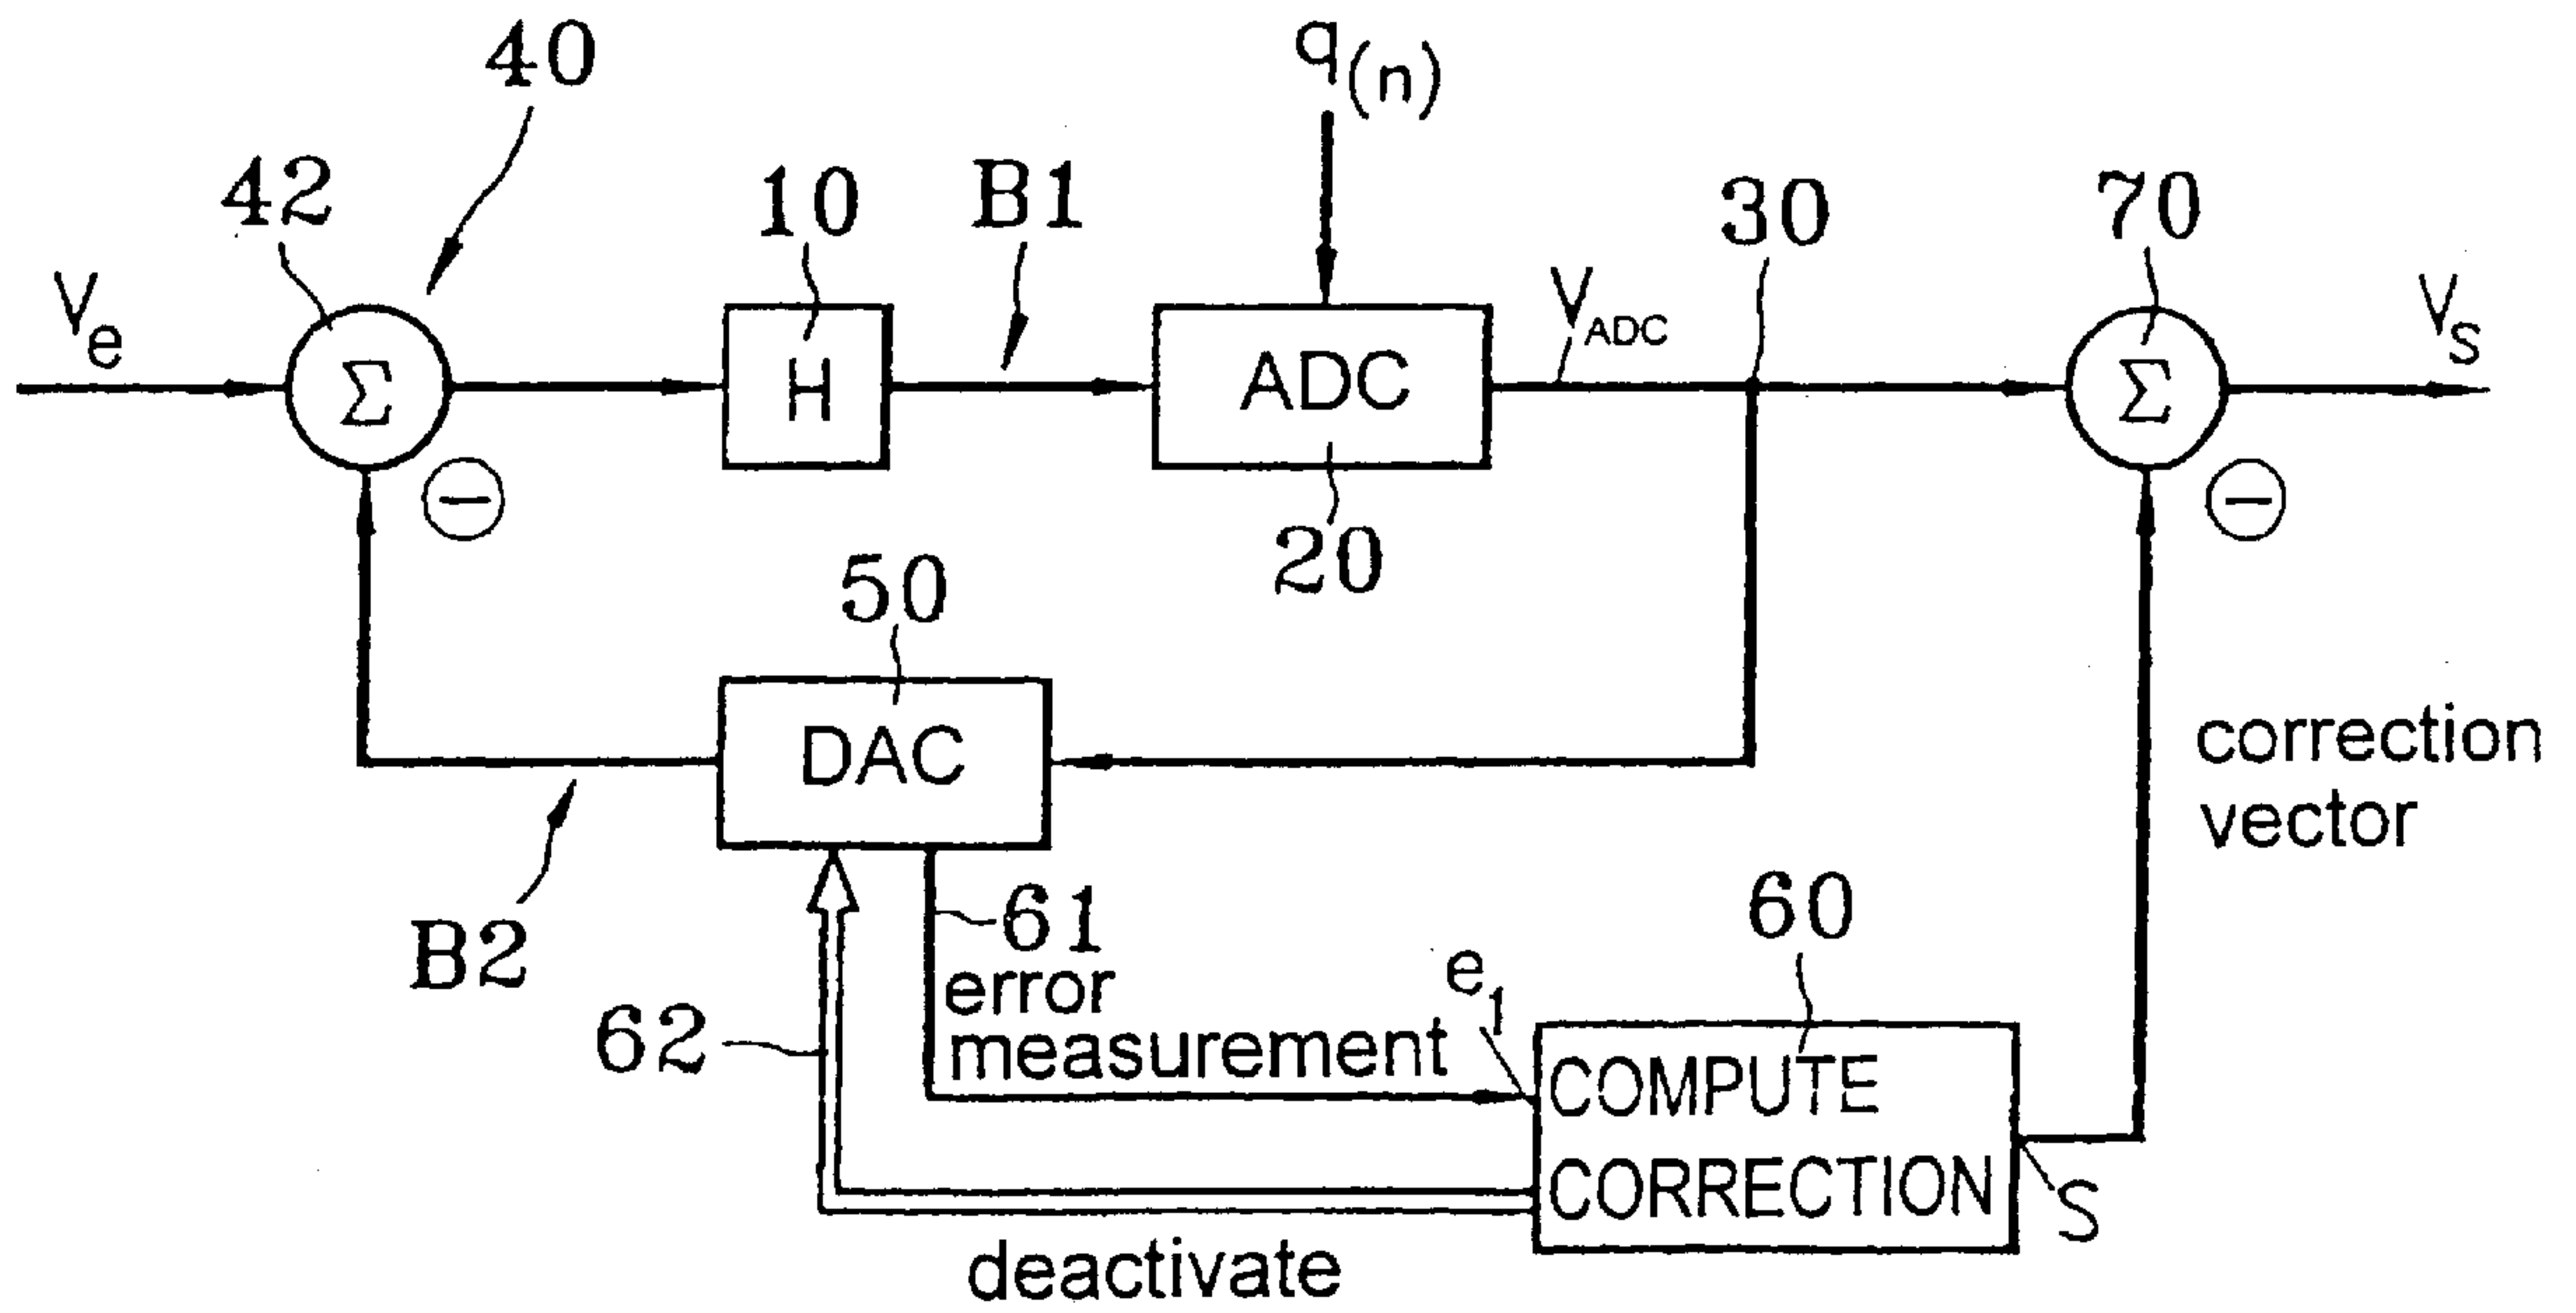 40
q(n)
42
10
B1
30
70
Ve
VADC
Vs
Σ
H
ADC
Σ
−
−
20
50
DAC
correction
vector
B2
61
60
error
measurement
e1
62
COMPUTE
CORRECTION
S
deactivate